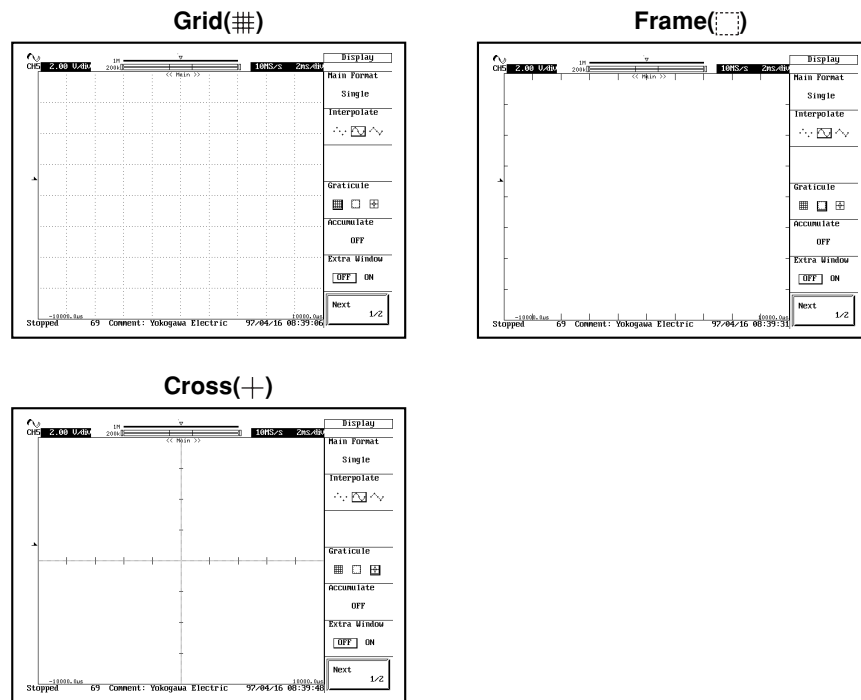 Grid( )
CH5 2.00 V/div
1M
200k
<< Main >>
10MS/s 2ms/div
Display
Main Format
Single
Interpolate
Graticule
Accumulate
OFF
Extra Window
OFF ON
Next
1/2
-10000.0us
10000.0us
Stopped 69 Comment: Yokogawa Electric 97/04/16 08:39:06
Frame( )
CH5 2.00 V/div
1M
200k
<< Main >>
10MS/s 2ms/div
Display
Main Format
Single
Interpolate
Graticule
Accumulate
OFF
Extra Window
OFF ON
Next
1/2
-10000.0us
10000.0us
Stopped 69 Comment: Yokogawa Electric 97/04/16 08:39:31
Cross( )
CH5 2.00 V/div
1M
200k
<< Main >>
10MS/s 2ms/div
Display
Main Format
Single
Interpolate
Graticule
Accumulate
OFF
Extra Window
OFF ON
Next
1/2
-10000.0us
10000.0us
Stopped 69 Comment: Yokogawa Electric 97/04/16 08:39:48